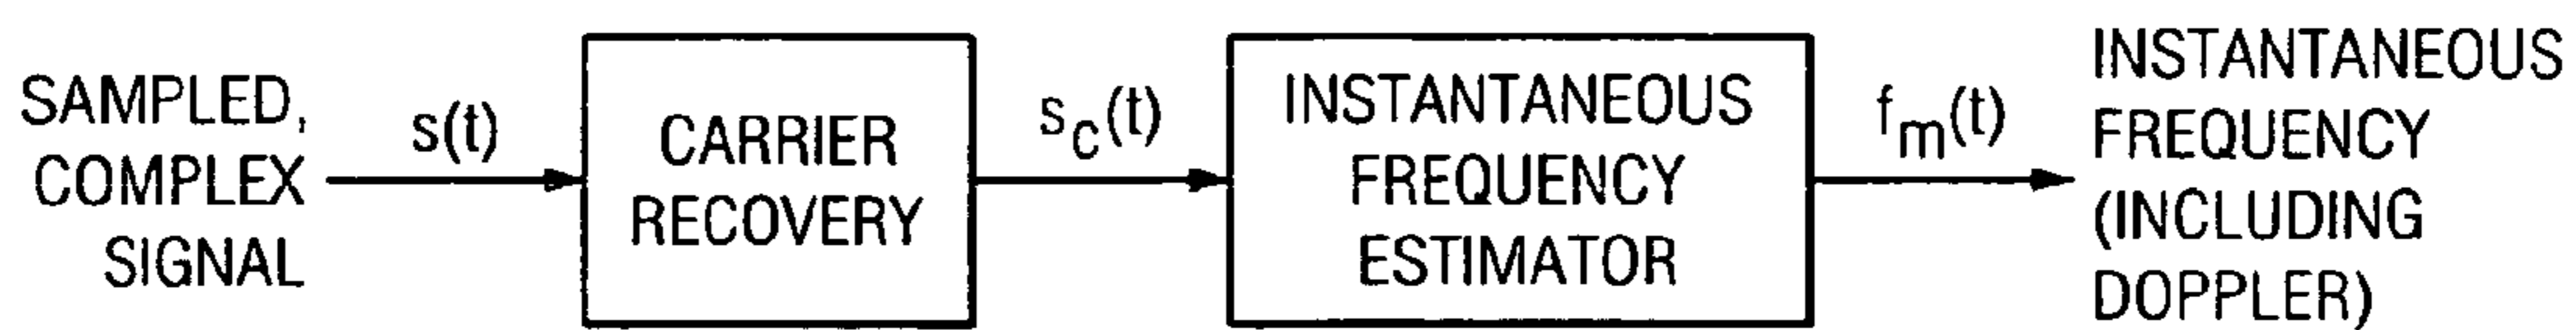 SAMPLED,
COMPLEX
SIGNAL
s(t)
CARRIER
RECOVERY
s_c(t)
INSTANTANEOUS
FREQUENCY
ESTIMATOR
f_m(t)
INSTANTANEOUS
FREQUENCY
(INCLUDING
DOPPLER)